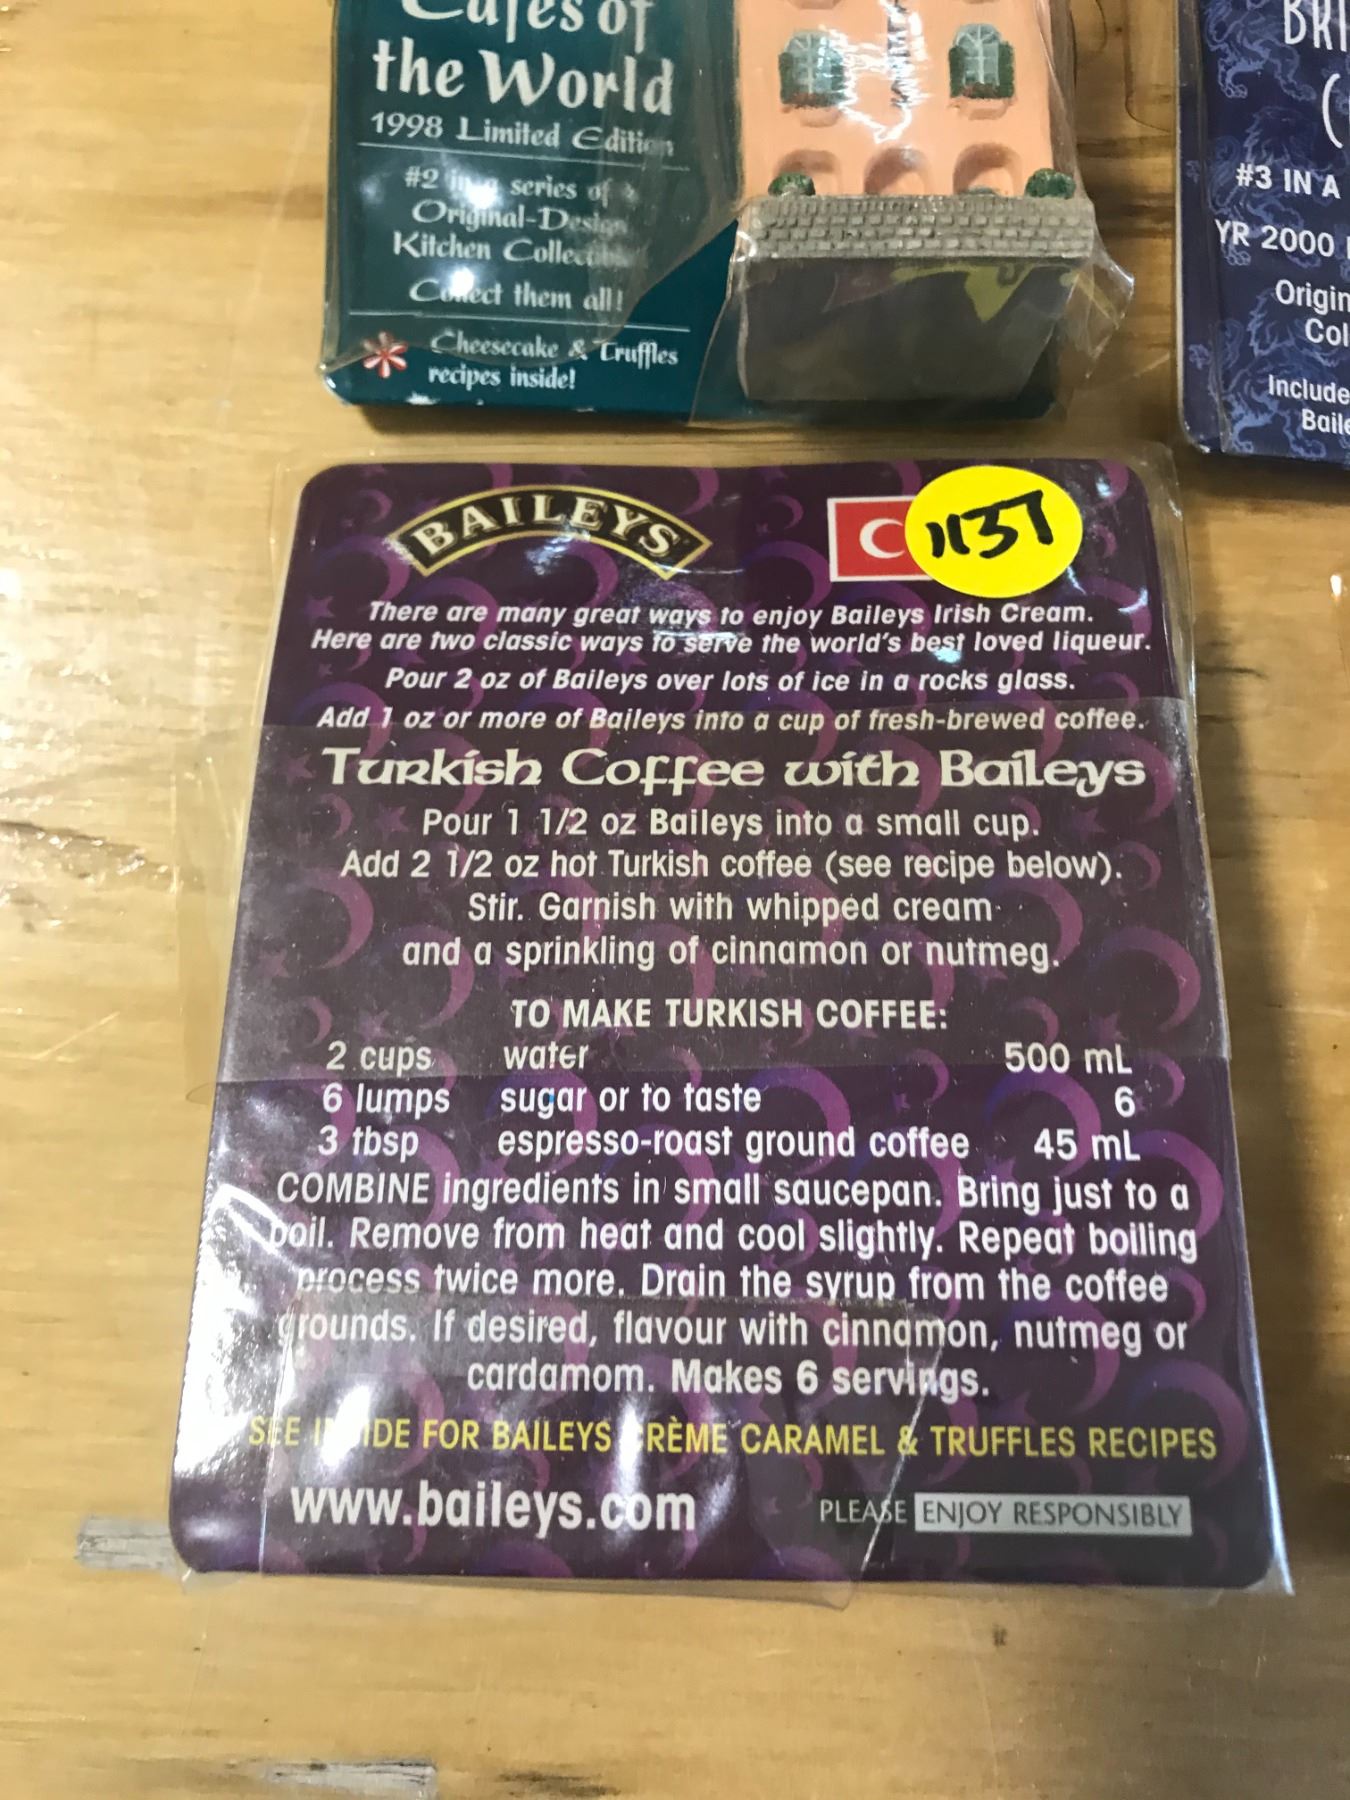 Cafes of
the World
1998 Limited Edition
#2 in a series of
Original-Design
Kitchen Collectables
Collect them all!
Cheesecake & Truffles
recipes inside!
#3 IN A
YR 2000
Origin
Col
Include
Baile
BAILEYS
1137
There are many great ways to enjoy Baileys Irish Cream.
Here are two classic ways to serve the world's best loved liqueur.
Pour 2 oz of Baileys over lots of ice in a rocks glass.
Add 1 oz or more of Baileys into a cup of fresh-brewed coffee.
Turkish Coffee with Baileys
Pour 1 1/2 oz Baileys into a small cup.
Add 2 1/2 oz hot Turkish coffee (see recipe below).
Stir. Garnish with whipped cream
and a sprinkling of cinnamon or nutmeg.
TO MAKE TURKISH COFFEE:
2 cups water 500 mL
6 lumps sugar or to taste 6
3 tbsp espresso-roast ground coffee 45 mL
COMBINE ingredients in small saucepan. Bring just to a
boil. Remove from heat and cool slightly. Repeat boiling
process twice more. Drain the syrup from the coffee
grounds. If desired, flavour with cinnamon, nutmeg or
cardamom. Makes 6 servings.
SEE INSIDE FOR BAILEYS CRÈME CARAMEL & TRUFFLES RECIPES
www.baileys.com
PLEASE ENJOY RESPONSIBLY